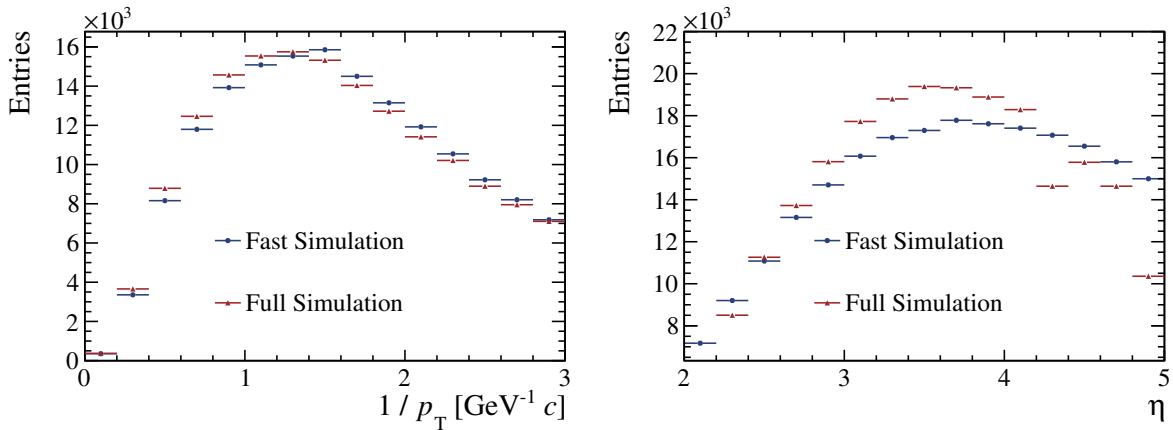 ×10³
Entries
16
14
12
10
8
6
4
2
0
Fast Simulation
Full Simulation
0 1 2 3
1 / p_T [GeV⁻¹ c]
×10³
Entries
22
20
18
16
14
12
10
8
Fast Simulation
Full Simulation
2 3 4 5
η